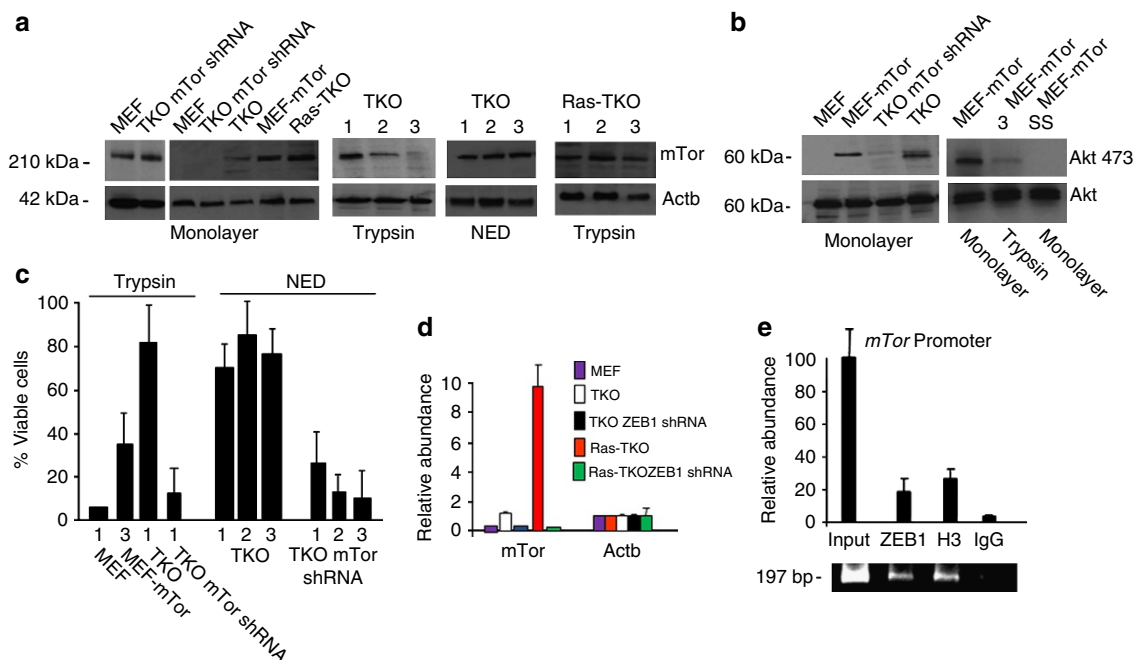 a
MEF
TKO mTor shRNA
MEF
TKO mTor shRNA
TKO
MEF-mTor
Ras-TKO
TKO
1 2 3
TKO
1 2 3
Ras-TKO
1 2 3
210 kDa -
mTor
42 kDa -
Actb
Monolayer
Trypsin
NED
Trypsin
b
MEF
MEF-mTor
TKO mTor shRNA
TKO
MEF-mTor
3 MEF-mTor
SS MEF-mTor
60 kDa-
Akt 473
60 kDa-
Akt
Monolayer
Monolayer
Trypsin
Monolayer
c
Trypsin
NED
% Viable cells
100
80
60
40
20
0
1 3 1 1 1 2 3 1 2 3
MEF
MEF-mTor
TKO
TKO mTor shRNA
TKO
TKO mTor
shRNA
d
Relative abundance
10
8
6
4
2
0
MEF
TKO
TKO ZEB1 shRNA
Ras-TKO
Ras-TKOZEB1 shRNA
mTor
Actb
e
mTor Promoter
Relative abundance
100
80
60
40
20
0
Input ZEB1 H3 IgG
197 bp-